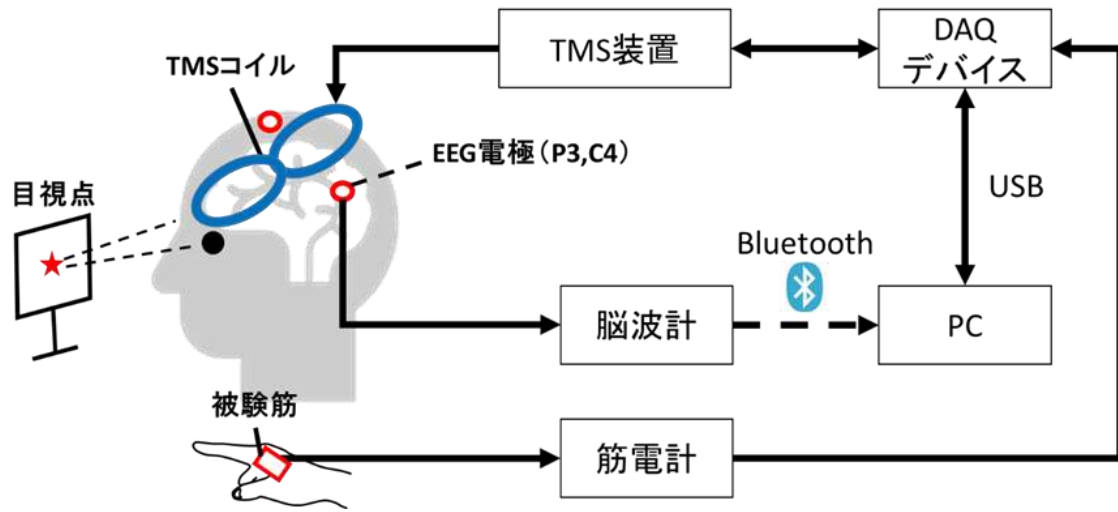 TMS装置
DAQ
デバイス
TMSコイル
EEG電極（P3,C4）
目視点
USB
Bluetooth
脳波計
PC
被験筋
筋電計